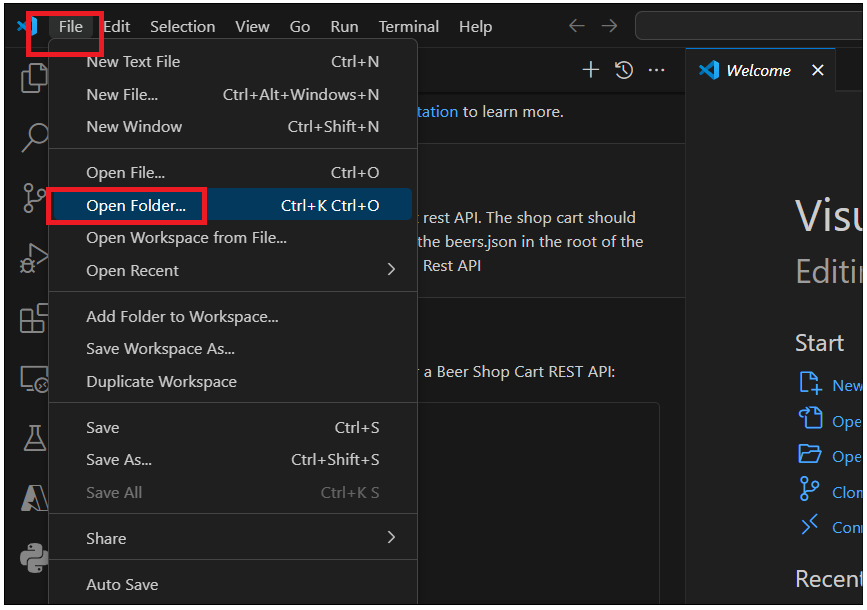 File Edit Selection View Go Run Terminal Help
New Text File Ctrl+N
New File... Ctrl+Alt+Windows+N
New Window Ctrl+Shift+N
Open File... Ctrl+O
Open Folder... Ctrl+K Ctrl+O
Open Workspace from File...
Open Recent
Add Folder to Workspace...
Save Workspace As...
Duplicate Workspace
Save Ctrl+S
Save As... Ctrl+Shift+S
Save All Ctrl+K S
Share
Auto Save
tation to learn more.
rest API. The shop cart should
the beers.json in the root of the
Rest API
a Beer Shop Cart REST API:
Welcome
Visu
Editin
Start
New
Ope
Ope
Clon
Con
Recent